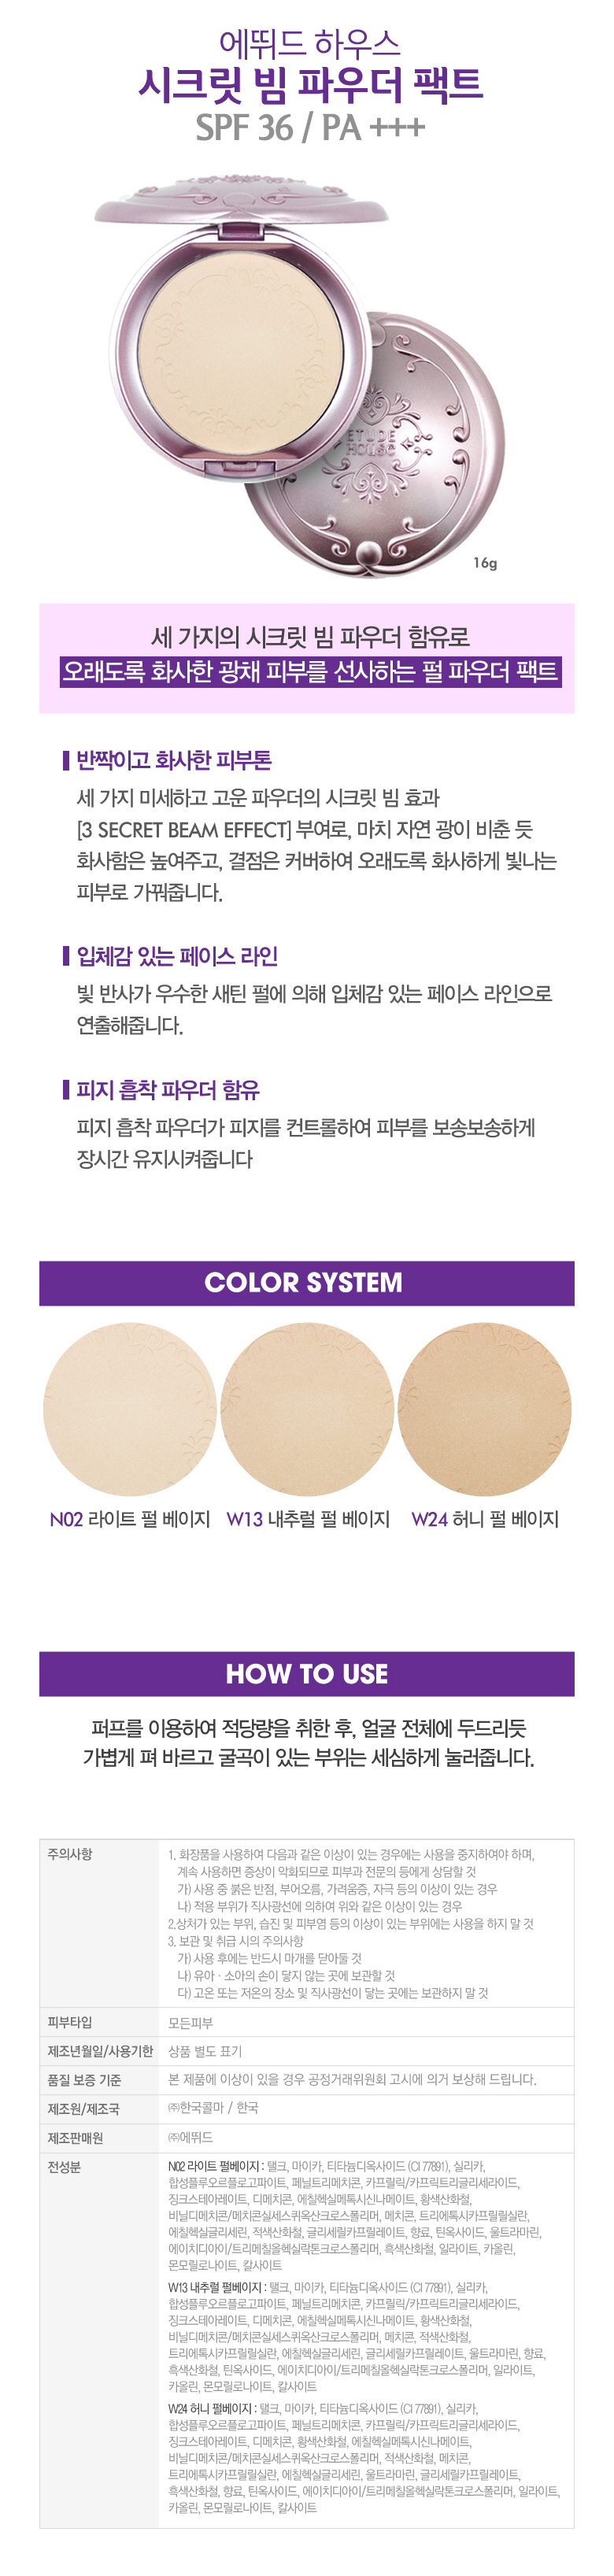 에뛰드 하우스
시크릿 빔 파우더 팩트
SPF 36 / PA +++
ETUDE
HOUSE
16g
세 가지의 시크릿 빔 파우더 함유로
오래도록 화사한 광채 피부를 선사하는 펄 파우더 팩트
반짝이고 화사한 피부톤
세 가지 미세하고 고운 파우더의 시크릿 빔 효과
[3 SECRET BEAM EFFECT] 부여로, 마치 자연 광이 비춘 듯
화사함은 높여주고, 결점은 커버하여 오래도록 화사하게 빛나는
피부로 가꿔줍니다.
입체감 있는 페이스 라인
빛 반사가 우수한 새틴 펄에 의해 입체감 있는 페이스 라인으로
연출해줍니다.
피지 흡착 파우더 함유
피지 흡착 파우더가 피지를 컨트롤하여 피부를 보송보송하게
장시간 유지시켜줍니다
COLOR SYSTEM
N02 라이트 펄 베이지 W13 내추럴 펄 베이지 W24 허니 펄 베이지
HOW TO USE
퍼프를 이용하여 적당량을 취한 후, 얼굴 전체에 두드리듯
가볍게 펴 바르고 굴곡이 있는 부위는 세심하게 눌러줍니다.
주의사항 1. 화장품을 사용하여 다음과 같은 이상이 있는 경우에는 사용을 중지하여야 하며,
계속 사용하면 증상이 악화되므로 피부과 전문의 등에게 상담할 것
가) 사용 중 붉은 반점, 부어오름, 가려움증, 자극 등의 이상이 있는 경우
나) 적용 부위가 직사광선에 의하여 위와 같은 이상이 있는 경우
2.상처가 있는 부위, 습진 및 피부염 등의 이상이 있는 부위에는 사용을 하지 말 것
3. 보관 및 취급 시의 주의사항
가) 사용 후에는 반드시 마개를 닫아둘 것
나) 유아 · 소아의 손이 닿지 않는 곳에 보관할 것
다) 고온 또는 저온의 장소 및 직사광선이 닿는 곳에는 보관하지 말 것
피부타입 모든피부
제조년월일/사용기한 상품 별도 표기
품질 보증 기준 본 제품에 이상이 있을 경우 공정거래위원회 고시에 의거 보상해 드립니다.
제조원/제조국 ㈜한국콜마 / 한국
제조판매원 ㈜에뛰드
전성분 N02 라이트 펄베이지 : 탤크, 마이카, 티타늄디옥사이드 (CI 77891), 실리카,
합성플루오르플로고파이트, 페닐트리메치콘, 카프릴릭/카프릭트리글리세라이드,
징크스테아레이트, 디메치콘, 에칠헥실메톡시신나메이트, 황색산화철,
비닐디메치콘/메치콘실세스퀴옥산크로스폴리머, 메치콘, 트리에톡시카프릴릴실란,
에칠헥실글리세린, 적색산화철, 글리세릴카프릴레이트, 향료, 틴옥사이드, 울트라마린,
에이치디아이/트리메칠올헥실락톤크로스폴리머, 흑색산화철, 일라이트, 카올린,
몬모릴로나이트, 칼사이트
W13 내추럴 펄베이지 : 탤크, 마이카, 티타늄디옥사이드 (CI 77891), 실리카,
합성플루오르플로고파이트, 페닐트리메치콘, 카프릴릭/카프릭트리글리세라이드,
징크스테아레이트, 디메치콘, 에칠헥실메톡시신나메이트, 황색산화철,
비닐디메치콘/메치콘실세스퀴옥산크로스폴리머, 메치콘, 적색산화철,
트리에톡시카프릴릴실란, 에칠헥실글리세린, 글리세릴카프릴레이트, 울트라마린, 향료,
흑색산화철, 틴옥사이드, 에이치디아이/트리메칠올헥실락톤크로스폴리머, 일라이트,
카올린, 몬모릴로나이트, 칼사이트
W24 허니 펄베이지 : 탤크, 마이카, 티타늄디옥사이드 (CI 77891), 실리카,
합성플루오르플로고파이트, 페닐트리메치콘, 카프릴릭/카프릭트리글리세라이드,
징크스테아레이트, 디메치콘, 황색산화철, 에칠헥실메톡시신나메이트,
비닐디메치콘/메치콘실세스퀴옥산크로스폴리머, 적색산화철, 메치콘,
트리에톡시카프릴릴실란, 에칠헥실글리세린, 울트라마린, 글리세릴카프릴레이트,
흑색산화철, 향료, 틴옥사이드, 에이치디아이/트리메칠올헥실락톤크로스폴리머, 일라이트,
카올린, 몬모릴로나이트, 칼사이트